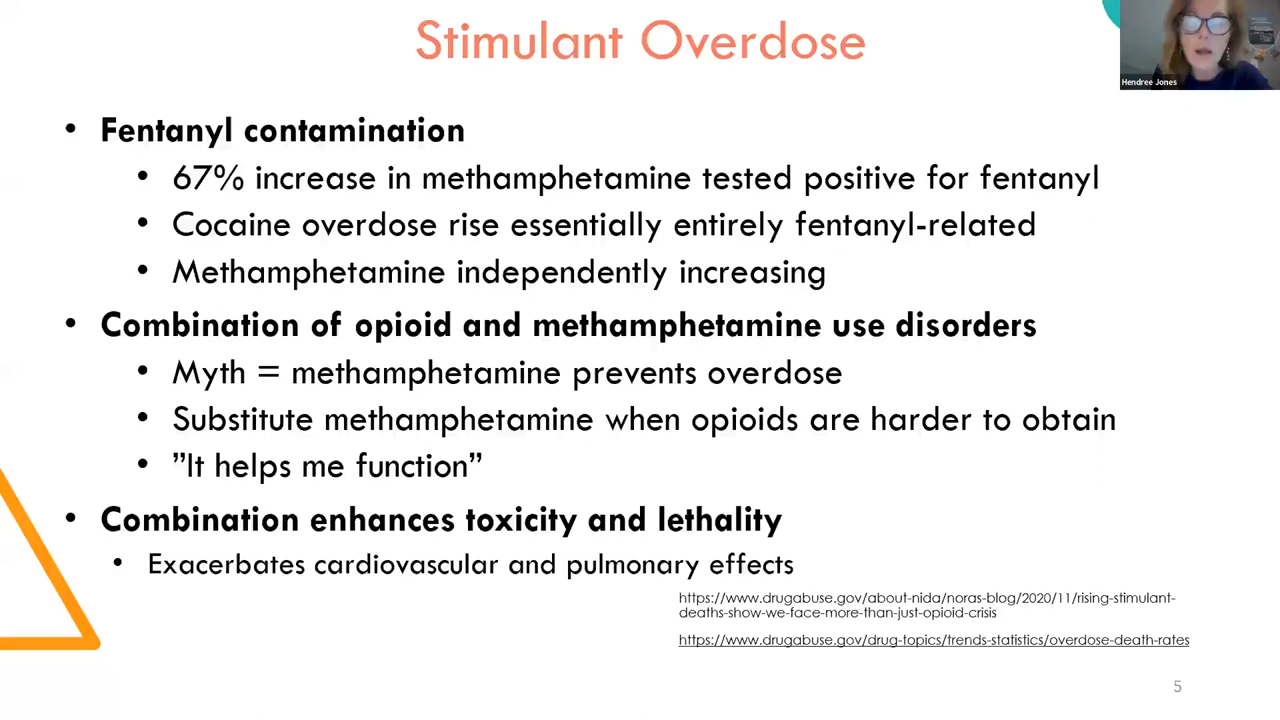 Stimulant Overdose
Hendree Jones
• Fentanyl contamination
• 67% increase in methamphetamine tested positive for fentanyl
• Cocaine overdose rise essentially entirely fentanyl-related
• Methamphetamine independently increasing
• Combination of opioid and methamphetamine use disorders
• Myth = methamphetamine prevents overdose
• Substitute methamphetamine when opioids are harder to obtain
• ”It helps me function”
• Combination enhances toxicity and lethality
• Exacerbates cardiovascular and pulmonary effects
https://www.drugabuse.gov/about-nida/noras-blog/2020/11/rising-stimulant-
deaths-show-we-face-more-than-just-opioid-crisis
https://www.drugabuse.gov/drug-topics/trends-statistics/overdose-death-rates
5